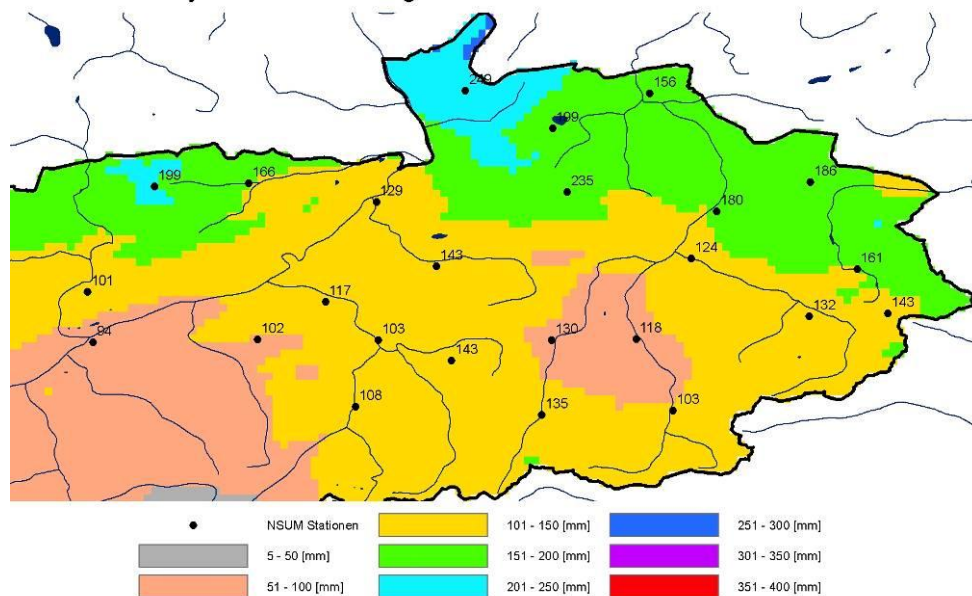 249
156
199
199
166
186
235
129
180
143
124
161
101
117
132
143
94
102
103
130
118
143
108
135
103
NSUM Stationen
101 - 150 [mm]
251 - 300 [mm]
5 - 50 [mm]
151 - 200 [mm]
301 - 350 [mm]
51 - 100 [mm]
201 - 250 [mm]
351 - 400 [mm]